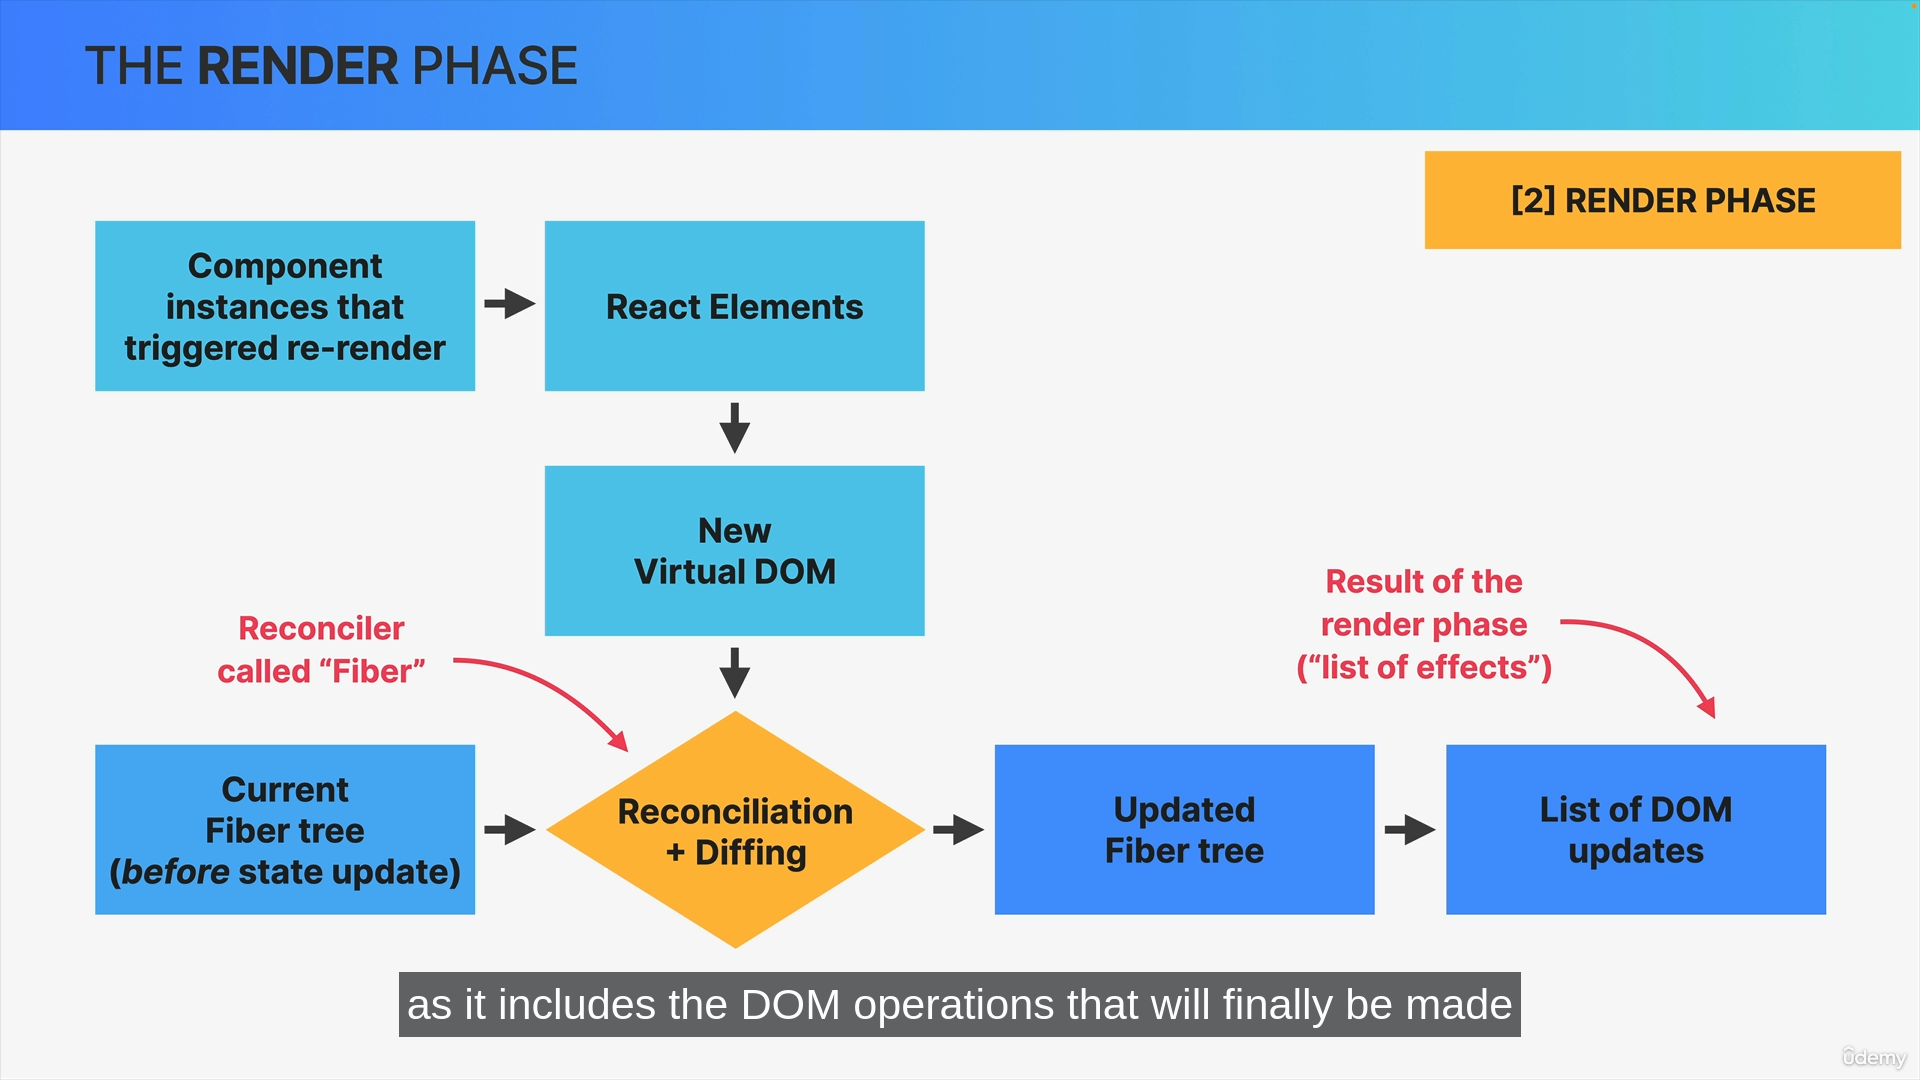 THE RENDER PHASE
[2] RENDER PHASE
Component
instances that
triggered re-render
React Elements
New
Virtual DOM
Reconciler
called “Fiber”
Result of the
render phase
(“list of effects”)
Current
Fiber tree
(before state update)
Reconciliation
+ Diffing
Updated
Fiber tree
List of DOM
updates
as it includes the DOM operations that will finally be made
ûdemy